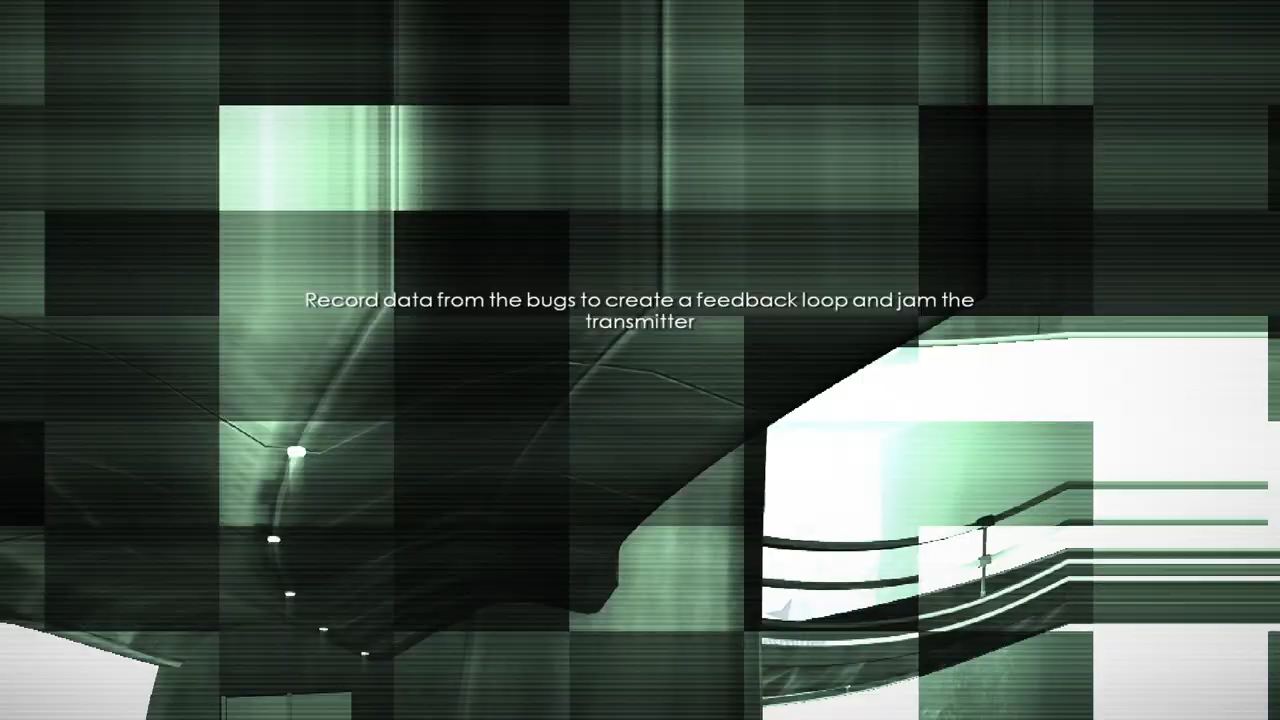 Record data from the bugs to create a feedback loop and jam the
transmitter